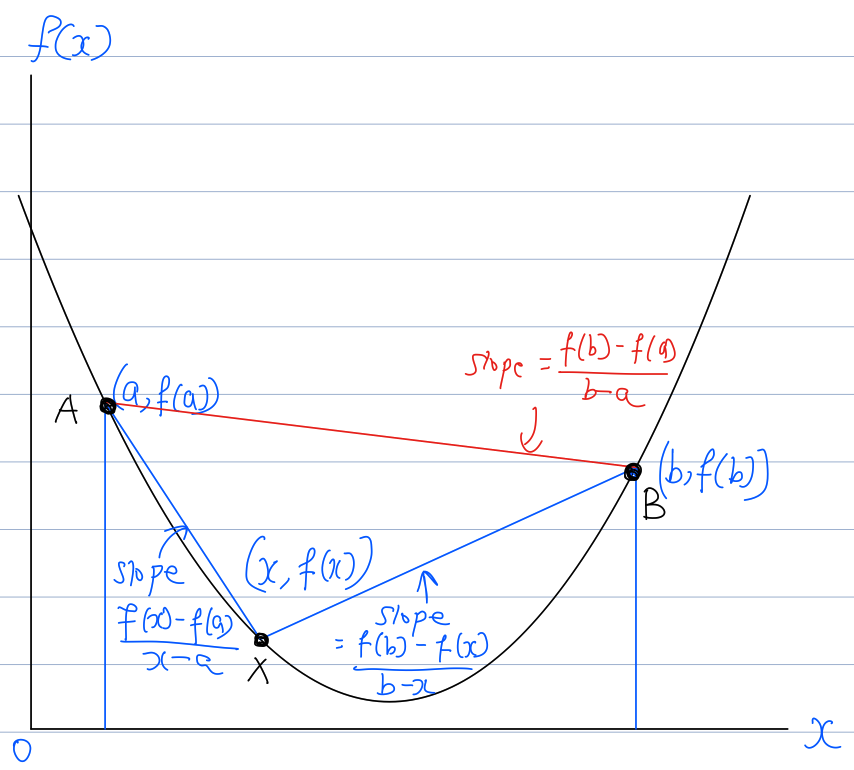 f(x)
slope = f(b) - f(a)
b-a
A
(a, f(a))
(b, f(b))
B
slope
f(x) - f(a)
x-a
(x, f(x))
slope
= f(b) - f(x)
b-x
X
0
x